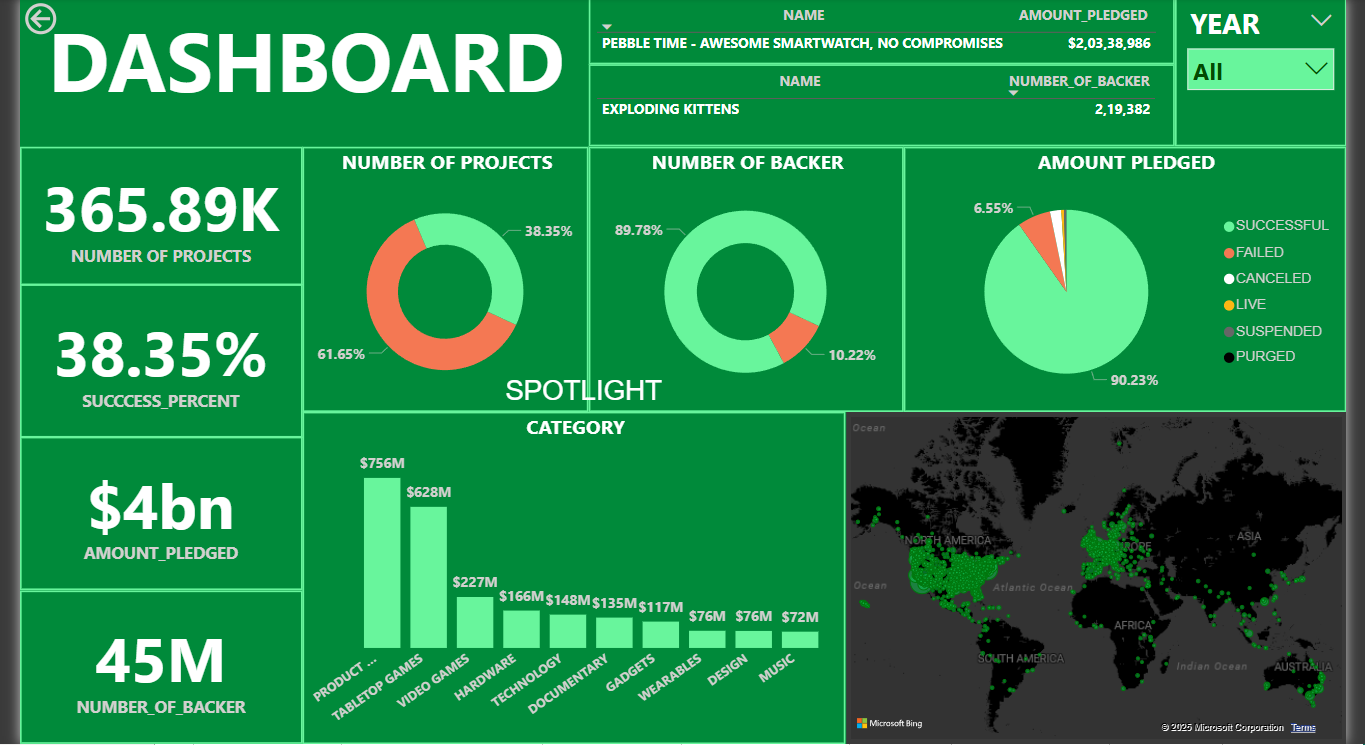 DASHBOARD
NAME AMOUNT_PLEDGED
PEBBLE TIME - AWESOME SMARTWATCH, NO COMPROMISES $2,03,38,986
NAME NUMBER_OF_BACKER
EXPLODING KITTENS 2,19,382
YEAR
All
365.89K
NUMBER OF PROJECTS
38.35%
SUCCCESS_PERCENT
$4bn
AMOUNT_PLEDGED
45M
NUMBER_OF_BACKER
NUMBER OF PROJECTS
38.35%
61.65%
NUMBER OF BACKER
89.78%
10.22%
AMOUNT PLEDGED
6.55%
90.23%
SUCCESSFUL
FAILED
CANCELED
LIVE
SUSPENDED
PURGED
SPOTLIGHT
CATEGORY
$756M
$628M
$227M
$166M
$148M
$135M
$117M
$76M
$76M
$72M
PRODUCT ...
TABLETOP GAMES
VIDEO GAMES
HARDWARE
TECHNOLOGY
DOCUMENTARY
GADGETS
WEARABLES
DESIGN
MUSIC
Ocean
NORTH AMERICA
ASIA
Ocean
Atlantic Ocean
AFRICA
SOUTH AMERICA
Indian Ocean
AUSTRALIA
Microsoft Bing
© 2025 Microsoft Corporation Terms